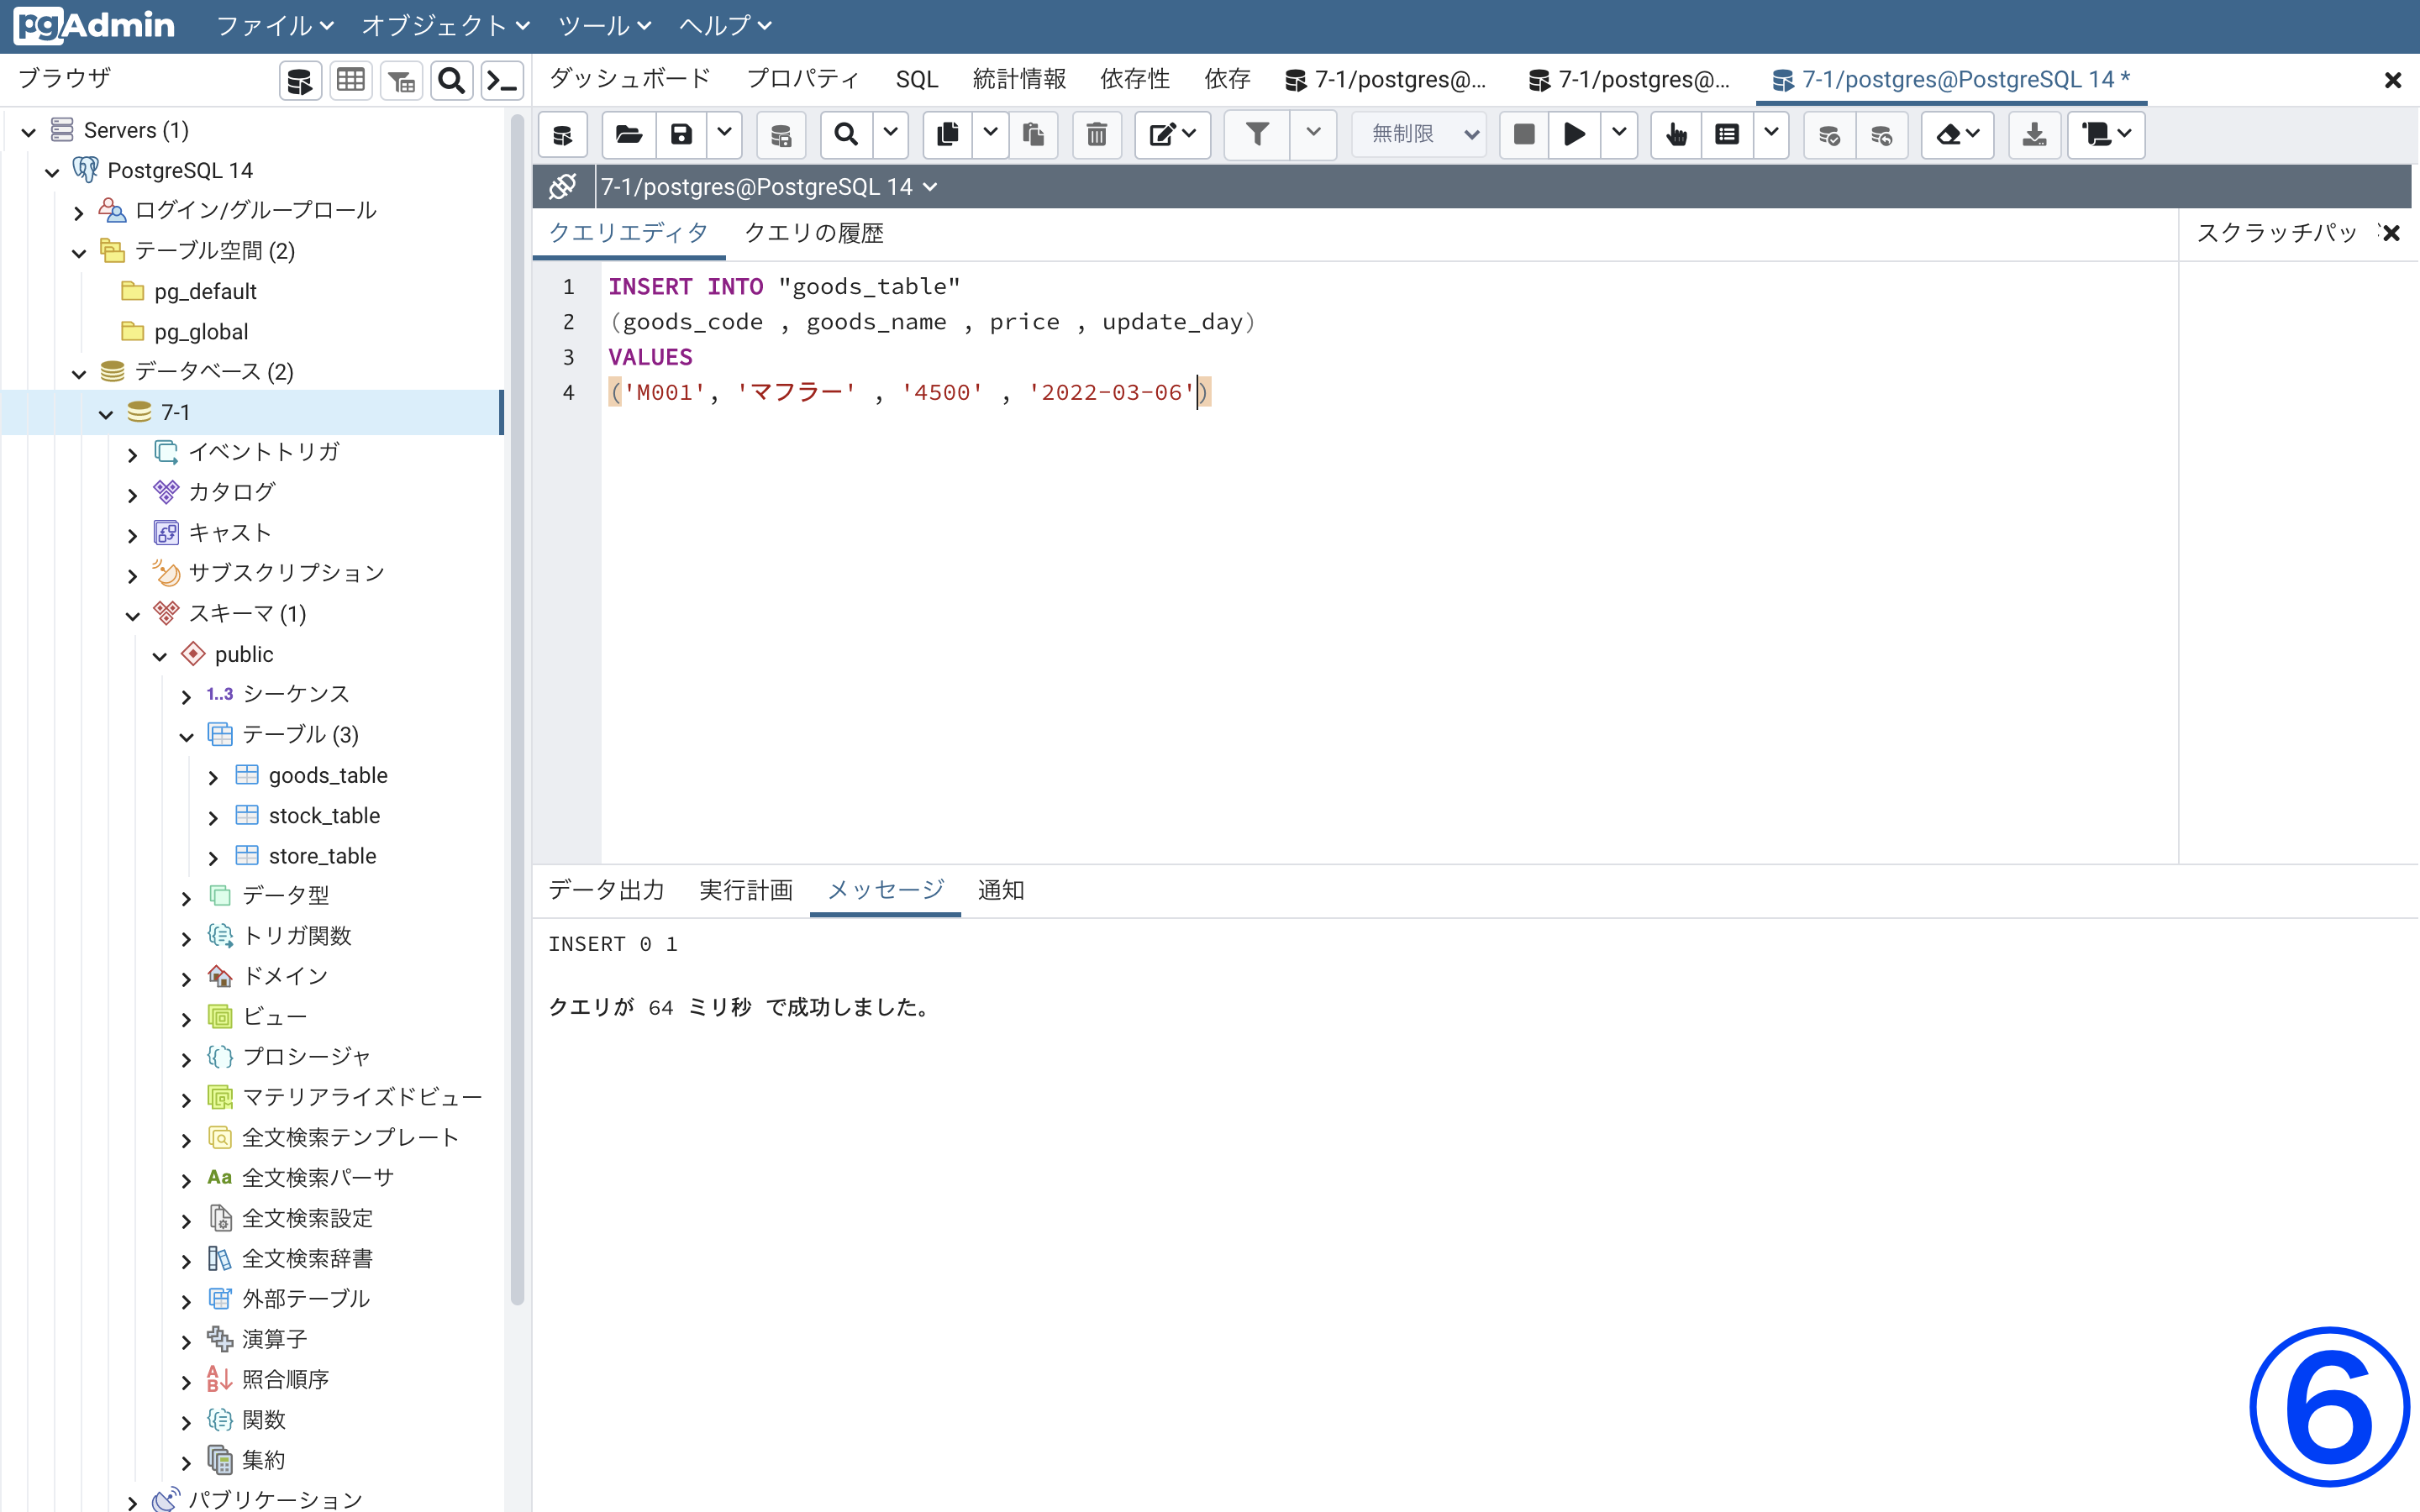 pgAdmin ファイル オブジェクト ツール ヘルプ
ブラウザ
ダッシュボード プロパティ SQL 統計情報 依存性 依存 7-1/postgres@... 7-1/postgres@... 7-1/postgres@PostgreSQL 14 *
Servers (1)
PostgreSQL 14
ログイン/グループロール
テーブル空間 (2)
pg_default
pg_global
データベース (2)
7-1
イベントトリガ
カタログ
キャスト
サブスクリプション
スキーマ (1)
public
1..3 シーケンス
テーブル (3)
goods_table
stock_table
store_table
データ型
トリガ関数
ドメイン
ビュー
プロシージャ
マテリアライズドビュー
全文検索テンプレート
Aa 全文検索パーサ
全文検索設定
全文検索辞書
外部テーブル
演算子
照合順序
関数
集約
パブリケーション
無制限
7-1/postgres@PostgreSQL 14
クエリエディタ クエリの履歴
スクラッチパッ
1 INSERT INTO "goods_table"
2 (goods_code , goods_name , price , update_day)
3 VALUES
4 ('M001', 'マフラー' , '4500' , '2022-03-06')
データ出力 実行計画 メッセージ 通知
INSERT 0 1
クエリが 64 ミリ秒 で成功しました。
⑥